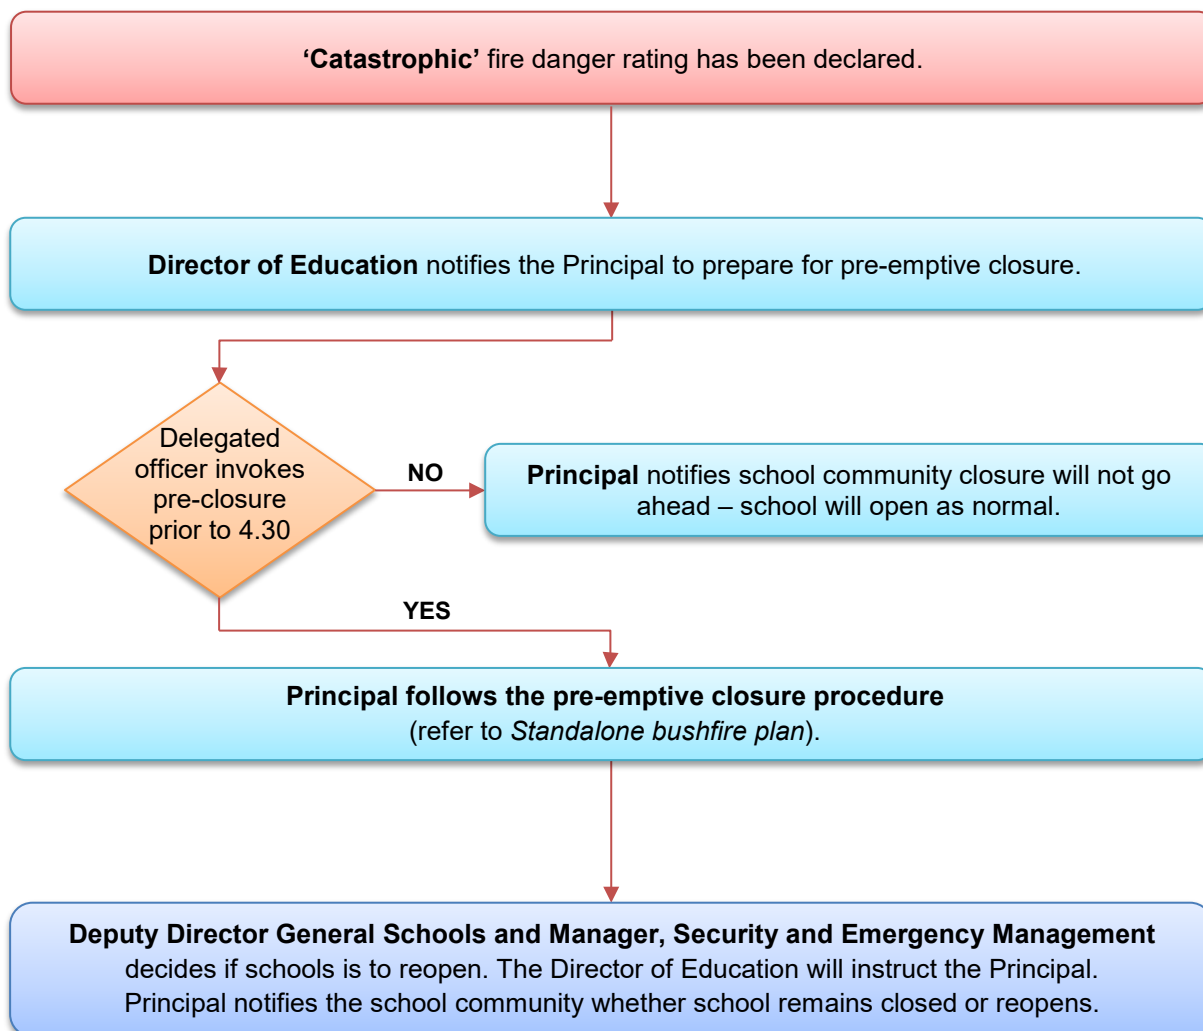 ‘Catastrophic’ fire danger rating has been declared.
Director of Education notifies the Principal to prepare for pre-emptive closure.
Delegated
officer invokes
pre-closure
prior to 4.30
NO
Principal notifies school community closure will not go
ahead – school will open as normal.
YES
Principal follows the pre-emptive closure procedure
(refer to Standalone bushfire plan).
Deputy Director General Schools and Manager, Security and Emergency Management
decides if schools is to reopen. The Director of Education will instruct the Principal.
Principal notifies the school community whether school remains closed or reopens.